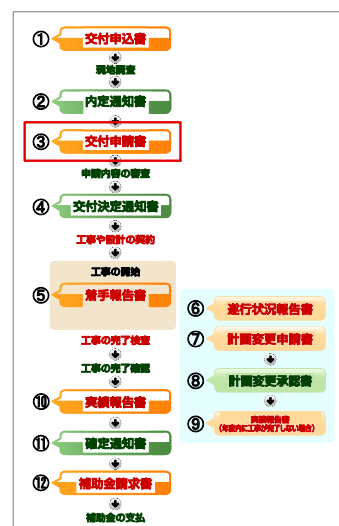 ① 交付申込書
現地調査
② 内定通知書
③ 交付申請書
申請内容の審査
④ 交付決定通知書
工事や設計の契約
工事の開始
⑤ 着手報告書
工事の完了検査
工事の完了確認
⑩ 実績報告書
⑪ 確定通知書
⑫ 補助金請求書
補助金の支払
⑥ 遂行状況報告書
⑦ 計画変更申請書
⑧ 計画変更承認書
⑨ 実績報告書
(年度内に工事が完了しない場合)